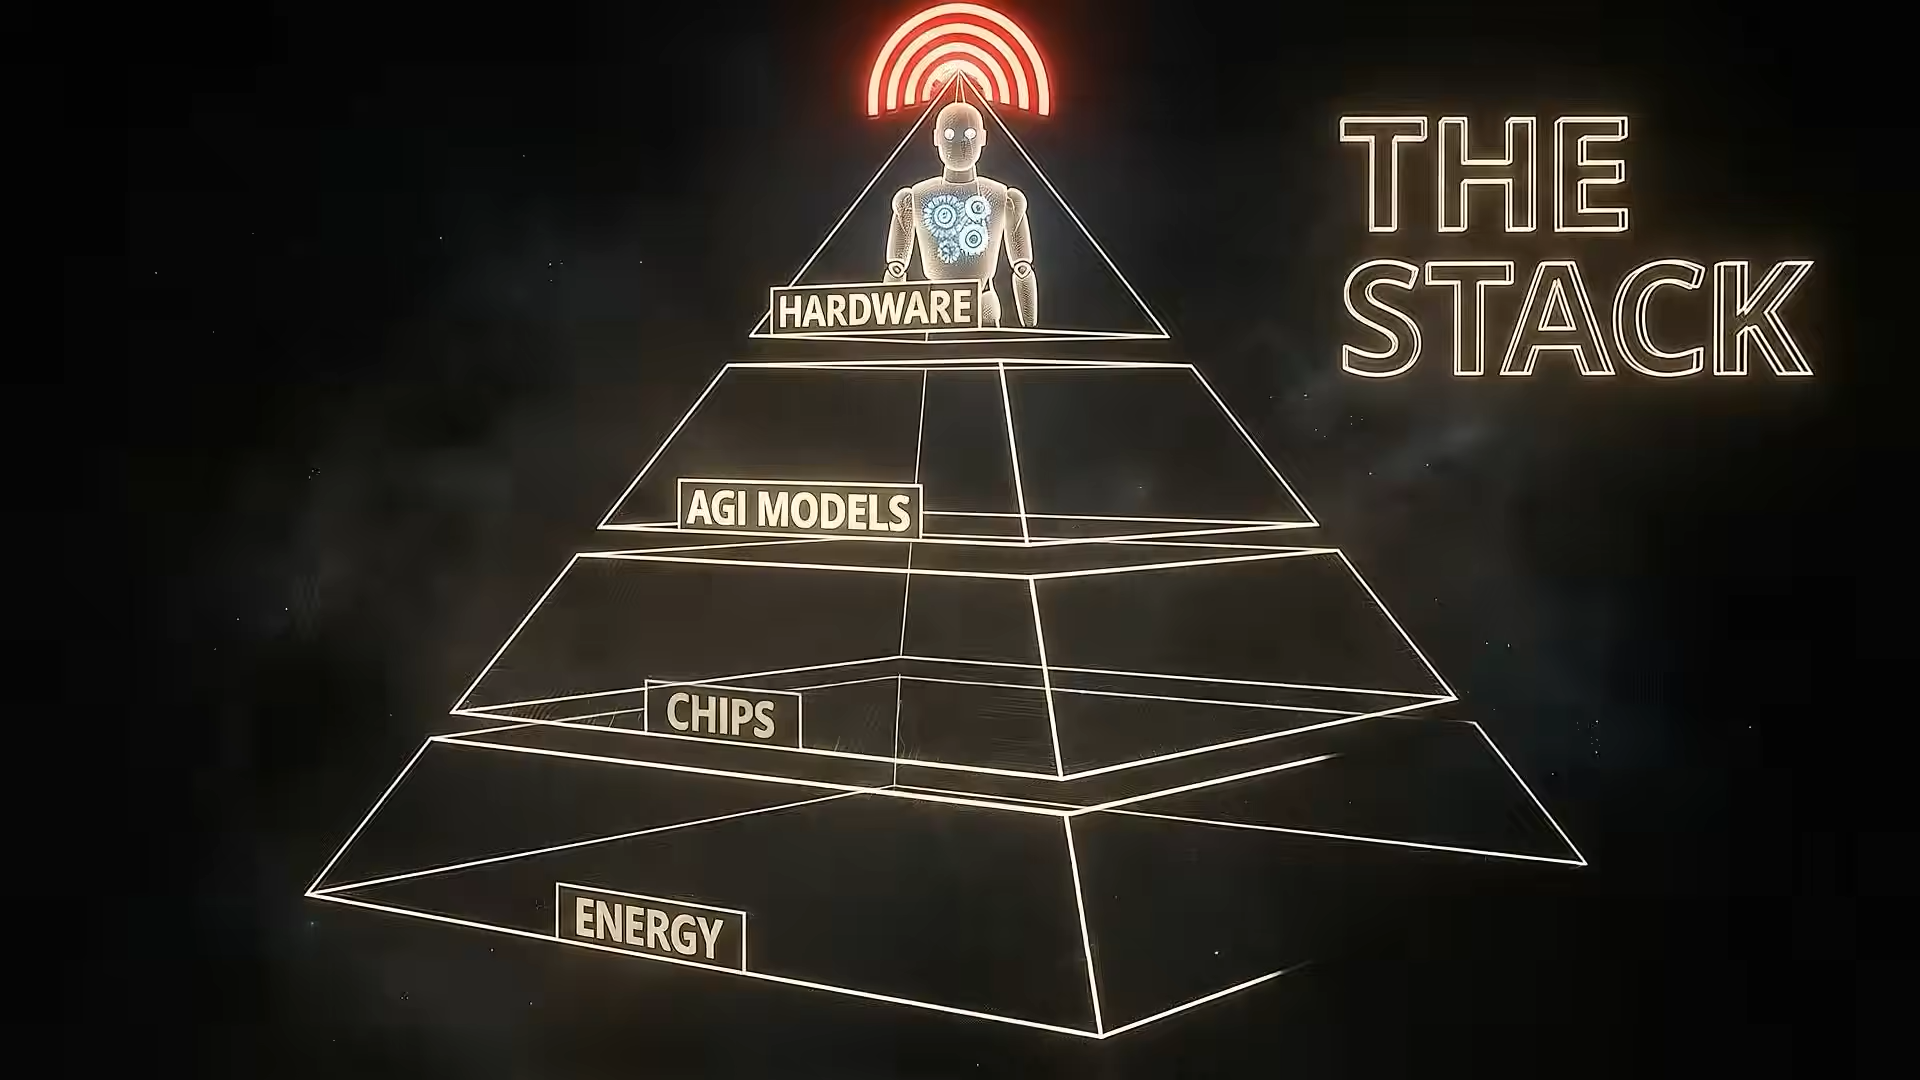 THE
STACK
HARDWARE
AGI MODELS
CHIPS
ENERGY